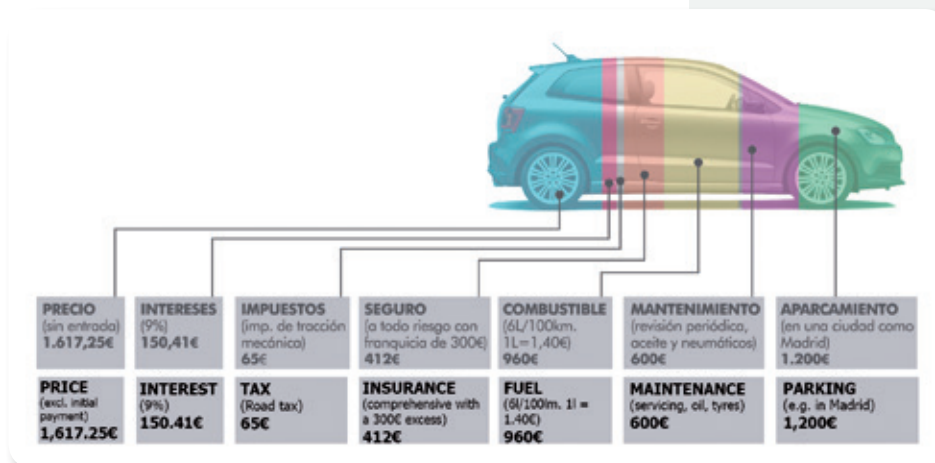 PRECIO
(sin entrada)
1.617,25€
INTERESES
(9%)
150,41€
IMPUESTOS
(imp. de tracción
mecánica)
65€
SEGURO
(a todo riesgo con
franquicia de 300€)
412€
COMBUSTIBLE
(6L/100km.
1L=1,40€)
960€
MANTENIMIENTO
(revisión periódica,
aceite y neumáticos)
600€
APARCAMIENTO
(en una ciudad como
Madrid)
1.200€
PRICE
(excl. initial
payment)
1,617.25€
INTEREST
(9%)
150.41€
TAX
(Road tax)
65€
INSURANCE
(comprehensive with
a 300€ excess)
412€
FUEL
(6l/100lm. 1l =
1.40€)
960€
MAINTENANCE
(servicing, oil, tyres)
600€
PARKING
(e.g. in Madrid)
1,200€